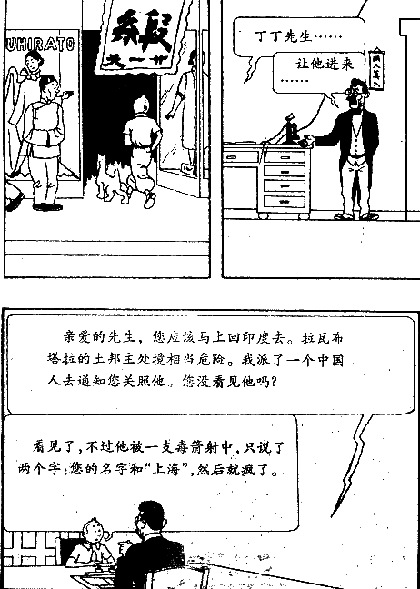 UHIRATO
丁丁先生……
让他进来
……
亲爱的先生，您应该马上回印度去。拉瓦布
塔拉的土邦主处境相当危险。我派了一个中国
人去通知您关照他。您没看见他吗？
看见了，不过他被一支毒箭射中，只说了
两个字：您的名字和“上海”，然后就疯了。